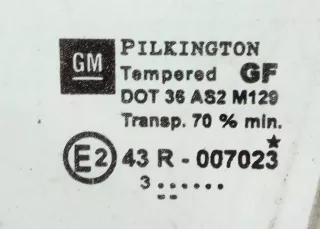 GM PILKINGTON
Tempered GF
DOT 36 AS2 M129
Transp. 70 % min.
E2 43 R - 007023
3